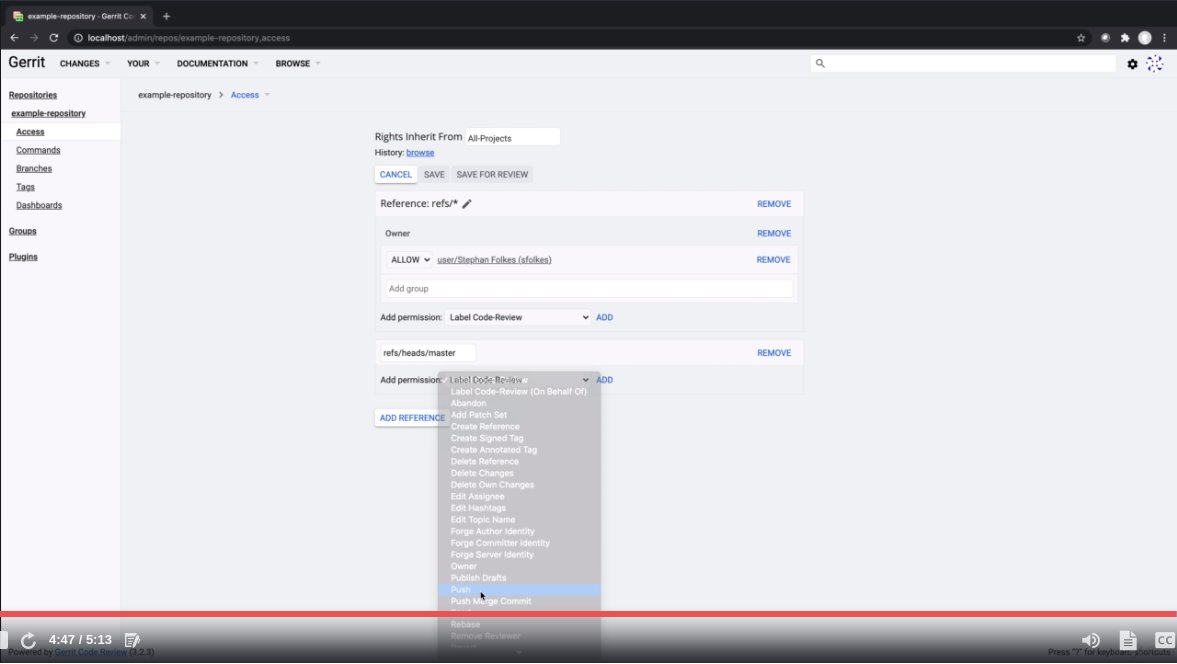 example-repository · Gerrit Co
localhost/admin/repos/example-repository,access
Gerrit CHANGES YOUR DOCUMENTATION BROWSE
Repositories
example-repository
Access
Commands
Branches
Tags
Dashboards
Groups
Plugins
example-repository > Access
Rights Inherit From All-Projects
History: browse
CANCEL SAVE SAVE FOR REVIEW
Reference: refs/* REMOVE
Owner REMOVE
ALLOW user/Stephan Folkes (sfolkes) REMOVE
Add group
Add permission: Label Code-Review ADD
refs/heads/master REMOVE
Add permission: Label Code-Review ADD
Label Code-Review (On Behalf Of)
Abandon
ADD REFERENCE
Add Patch Set
Create Reference
Create Signed Tag
Create Annotated Tag
Delete Reference
Delete Changes
Delete Own Changes
Edit Assignee
Edit Hashtags
Edit Topic Name
Forge Author Identity
Forge Committer Identity
Forge Server Identity
Owner
Publish Drafts
Push
Push Merge Commit
Rebase
Remove Reviewer
4:47 / 5:13
CC
Powered by Gerrit Code Review (3.2.3)
Press "?" for keyboard shortcuts